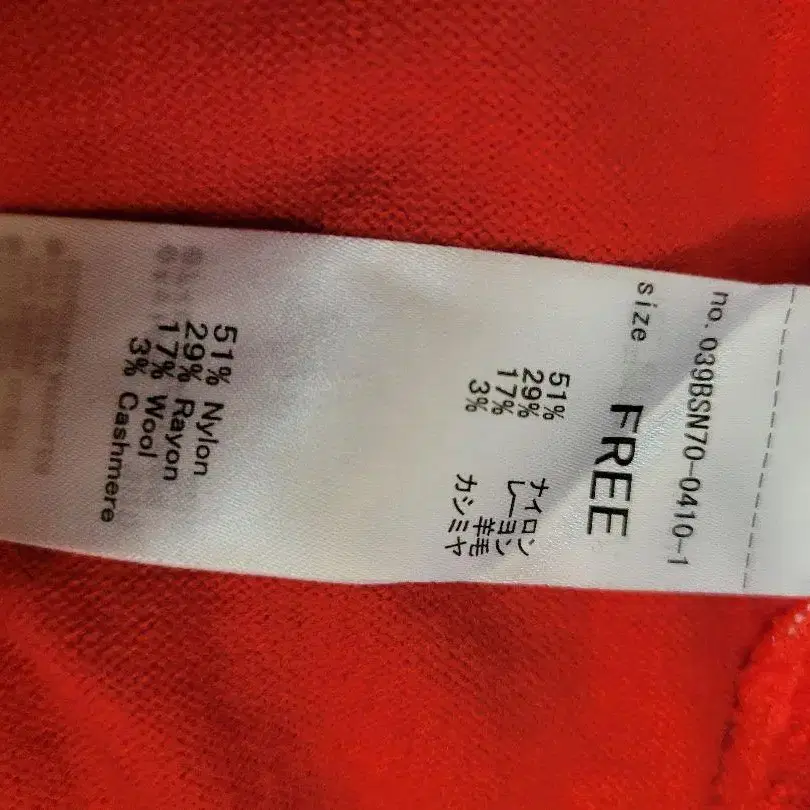 no. 039BSN70-0410-1
size FREE
51% ナイロン
29% レーヨン
17% 羊毛
3% カシミヤ
51% Nylon
29% Rayon
17% Wool
3% Cashmere